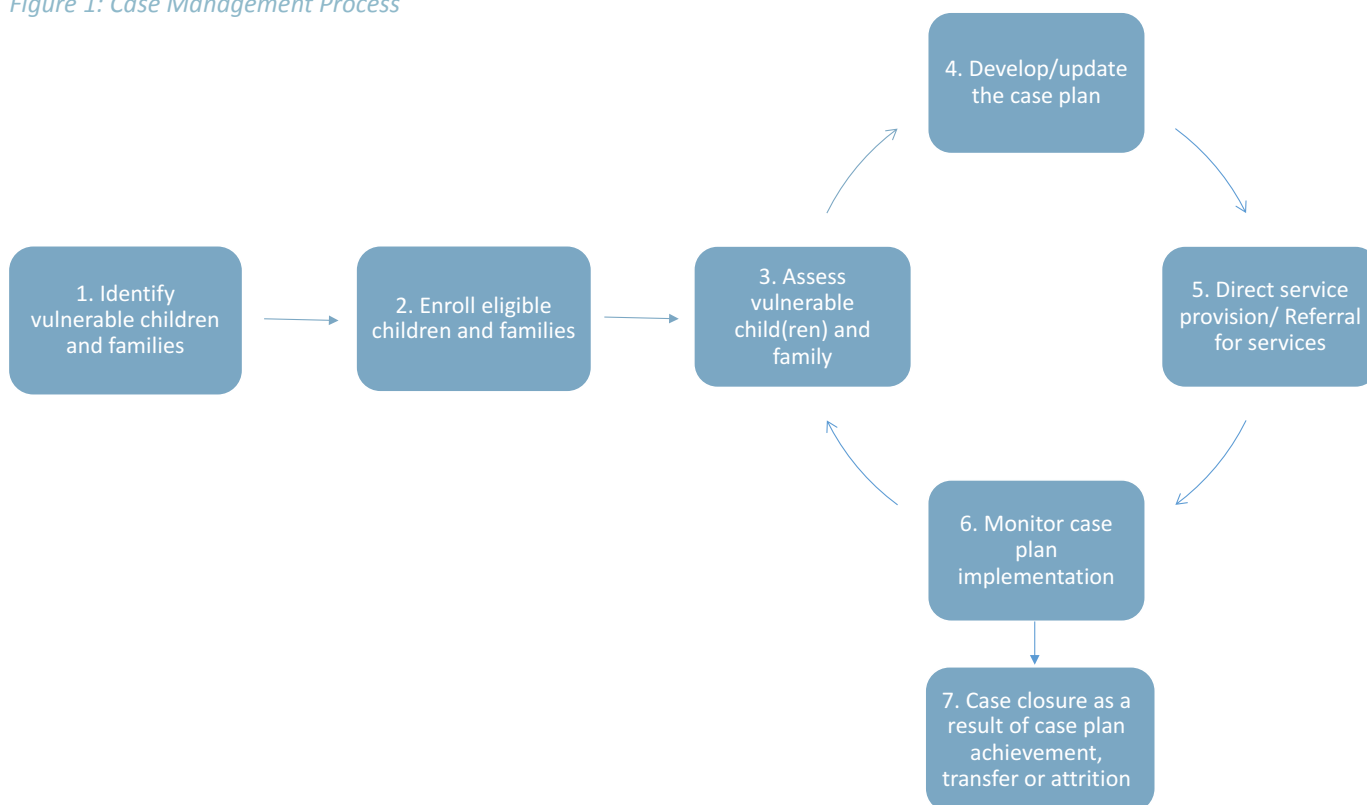 Figure 1: Case Management Process
4. Develop/update
the case plan
1. Identify
vulnerable children
and families
2. Enroll eligible
children and families
3. Assess
vulnerable
child(ren) and
family
5. Direct service
provision/ Referral
for services
6. Monitor case
plan
implementation
7. Case closure as a
result of case plan
achievement,
transfer or attrition